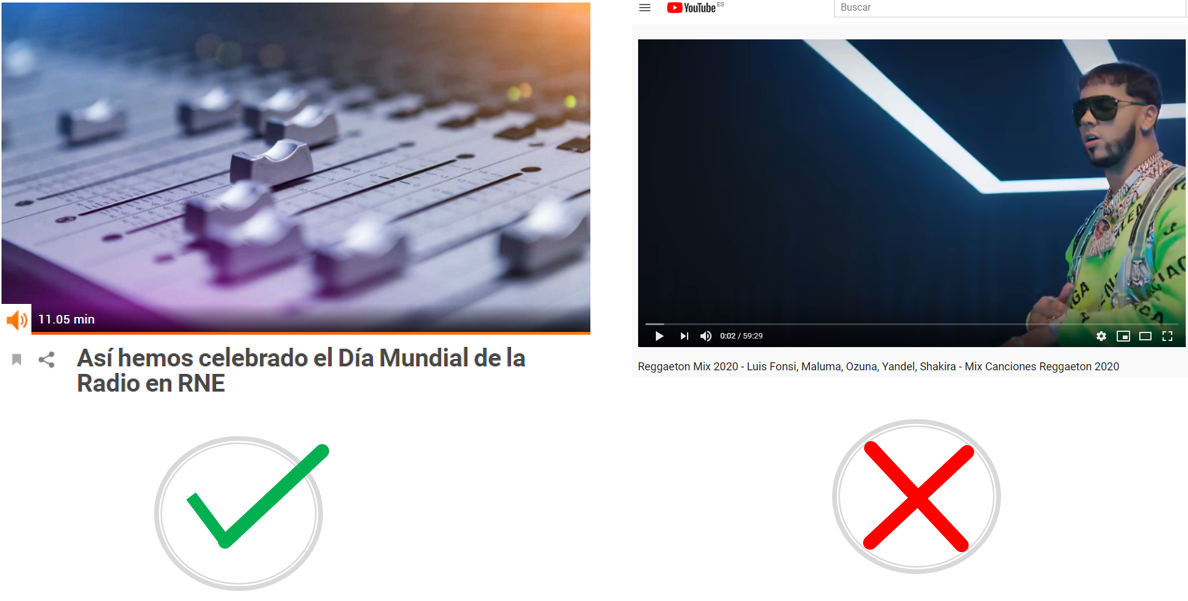 11.05 min
Así hemos celebrado el Día Mundial de la
Radio en RNE
YouTube ES
Buscar
0:02 / 59:29
Reggaeton Mix 2020 - Luis Fonsi, Maluma, Ozuna, Yandel, Shakira - Mix Canciones Reggaeton 2020